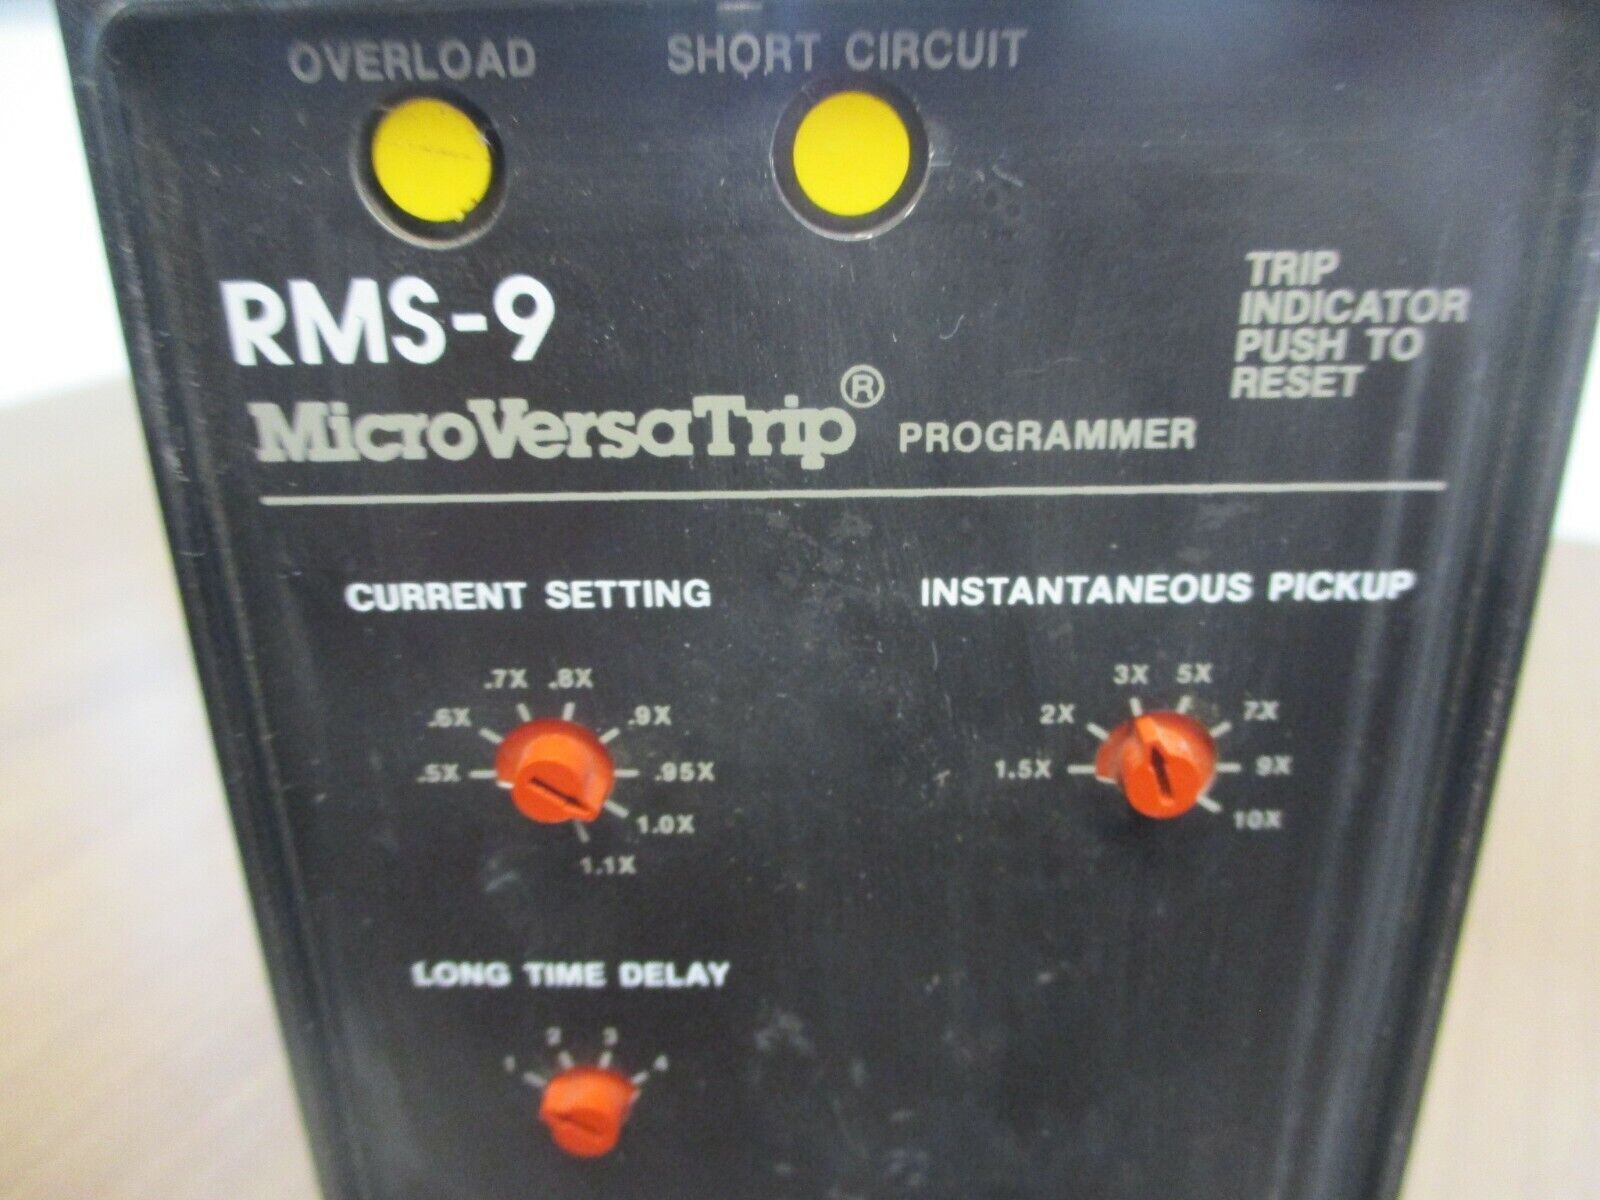 OVERLOAD
SHORT CIRCUIT
RMS-9
TRIP
INDICATOR
PUSH TO
RESET
MicroVersaTrip® PROGRAMMER
CURRENT SETTING
.5X .6X .7X .8X .9X .95X 1.0X 1.1X
INSTANTANEOUS PICKUP
1.5X 2X 3X 5X 7X 9X 10X
LONG TIME DELAY
1 2 3 4